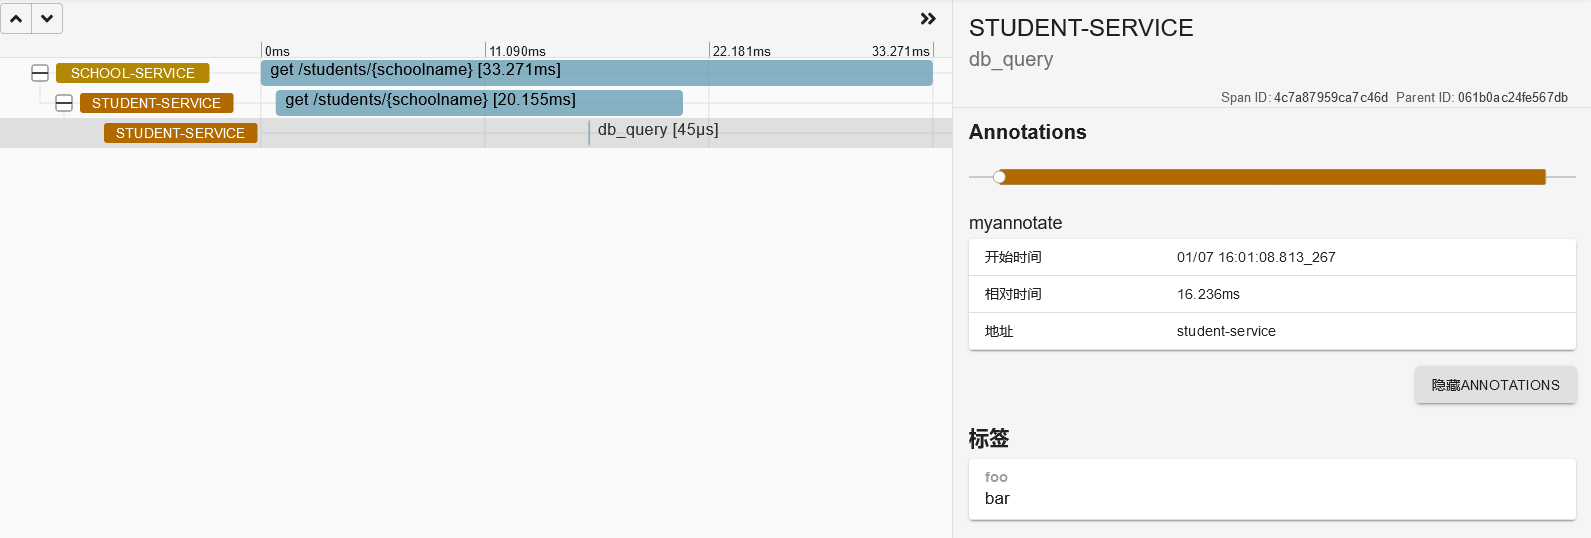 0ms 11.090ms 22.181ms 33.271ms
SCHOOL-SERVICE get /students/{schoolname} [33.271ms]
STUDENT-SERVICE get /students/{schoolname} [20.155ms]
STUDENT-SERVICE db_query [45μs]
STUDENT-SERVICE
db_query
Span ID: 4c7a87959ca7c46d Parent ID: 061b0ac24fe567db
Annotations
myannotate
开始时间 01/07 16:01:08.813_267
相对时间 16.236ms
地址 student-service
隐藏ANNOTATIONS
标签
foo
bar